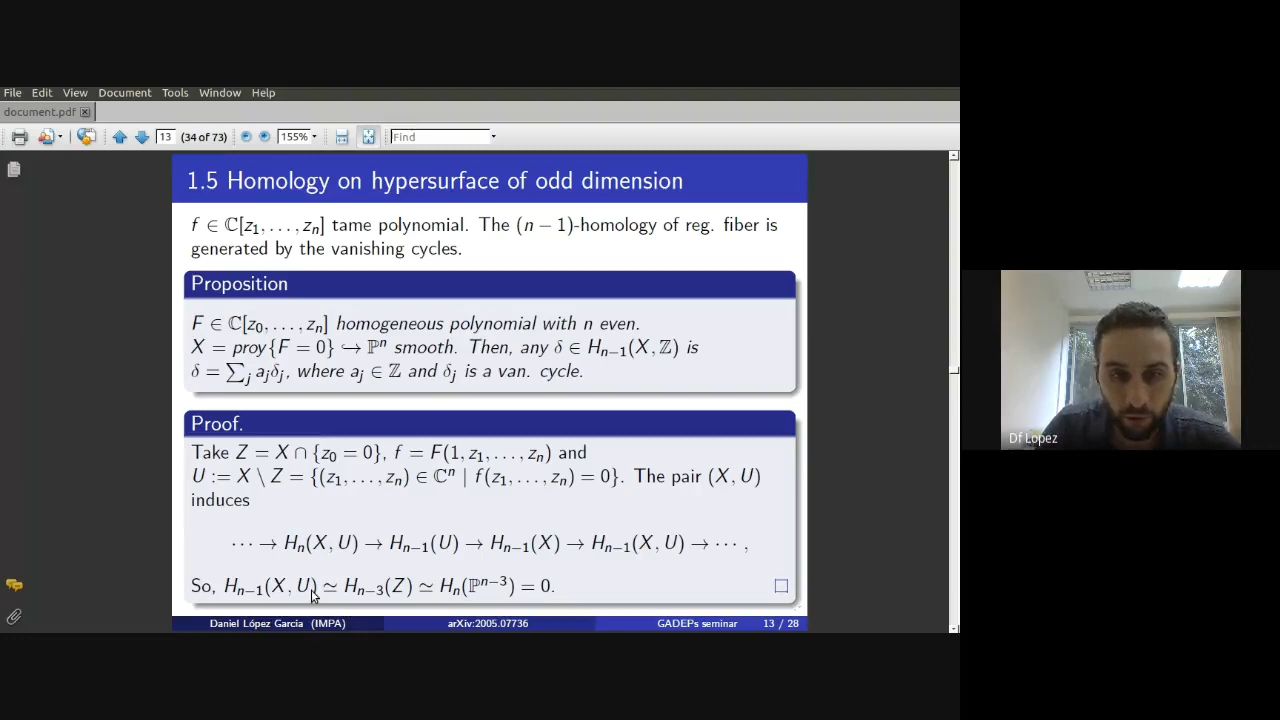 File Edit View Document Tools Window Help
document.pdf
13 (34 of 73) 155% Find
1.5 Homology on hypersurface of odd dimension
f ∈ ℂ[z₁, …, zₙ] tame polynomial. The (n − 1)-homology of reg. fiber is
generated by the vanishing cycles.
Proposition
F ∈ ℂ[z₀, …, zₙ] homogeneous polynomial with n even.
X = proy{F = 0} ↪ ℙⁿ smooth. Then, any δ ∈ Hₙ₋₁(X, ℤ) is
δ = ∑ⱼ aⱼδⱼ, where aⱼ ∈ ℤ and δⱼ is a van. cycle.
Proof.
Take Z = X ∩ {z₀ = 0}, f = F(1, z₁, …, zₙ) and
U := X \ Z = {(z₁, …, zₙ) ∈ ℂⁿ | f(z₁, …, zₙ) = 0}. The pair (X, U)
induces
⋯ → Hₙ(X, U) → Hₙ₋₁(U) → Hₙ₋₁(X) → Hₙ₋₁(X, U) → ⋯ ,
So, Hₙ₋₁(X, U) ≃ Hₙ₋₃(Z) ≃ Hₙ(ℙⁿ⁻³) = 0. □
Daniel López Garcia (IMPA) arXiv:2005.07736 GADEPs seminar 13 / 28
Df Lopez